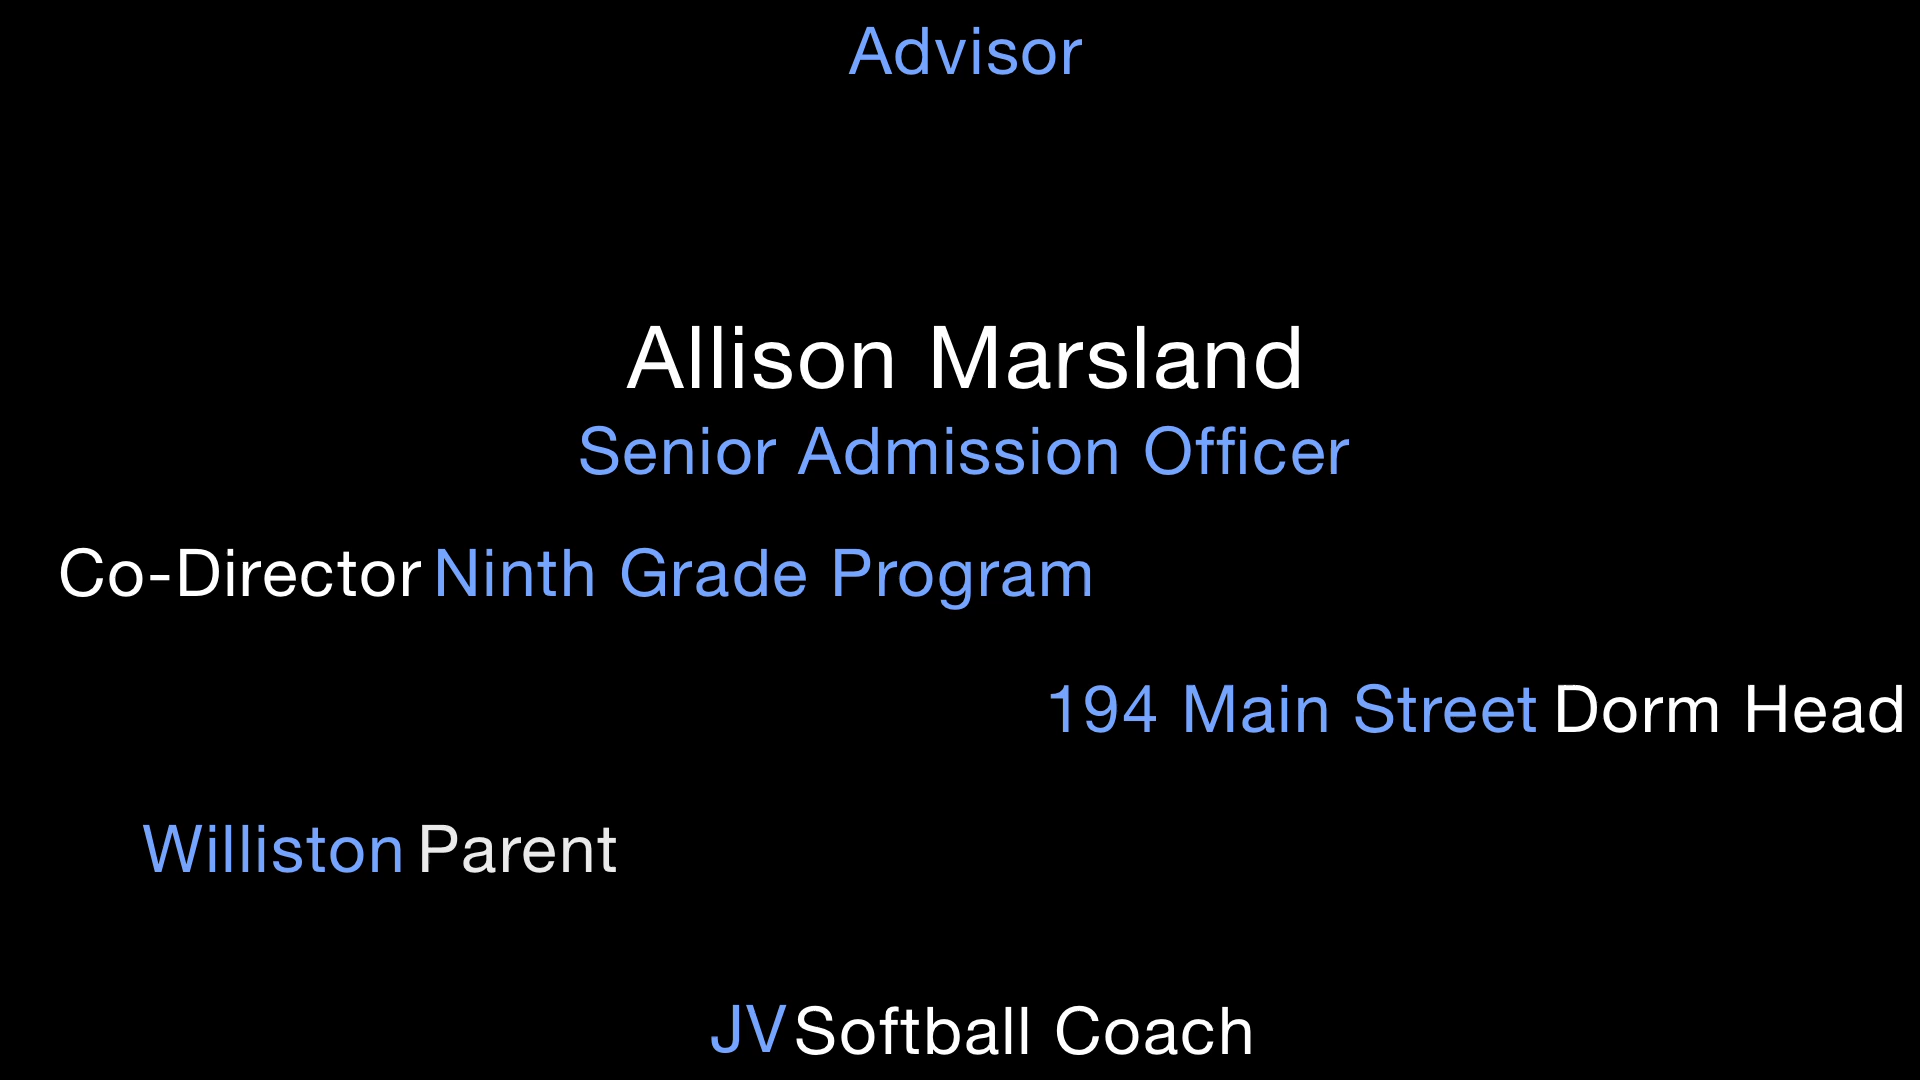 Advisor
Allison Marsland
Senior Admission Officer
Co-Director Ninth Grade Program
194 Main Street Dorm Head
Williston Parent
JV Softball Coach